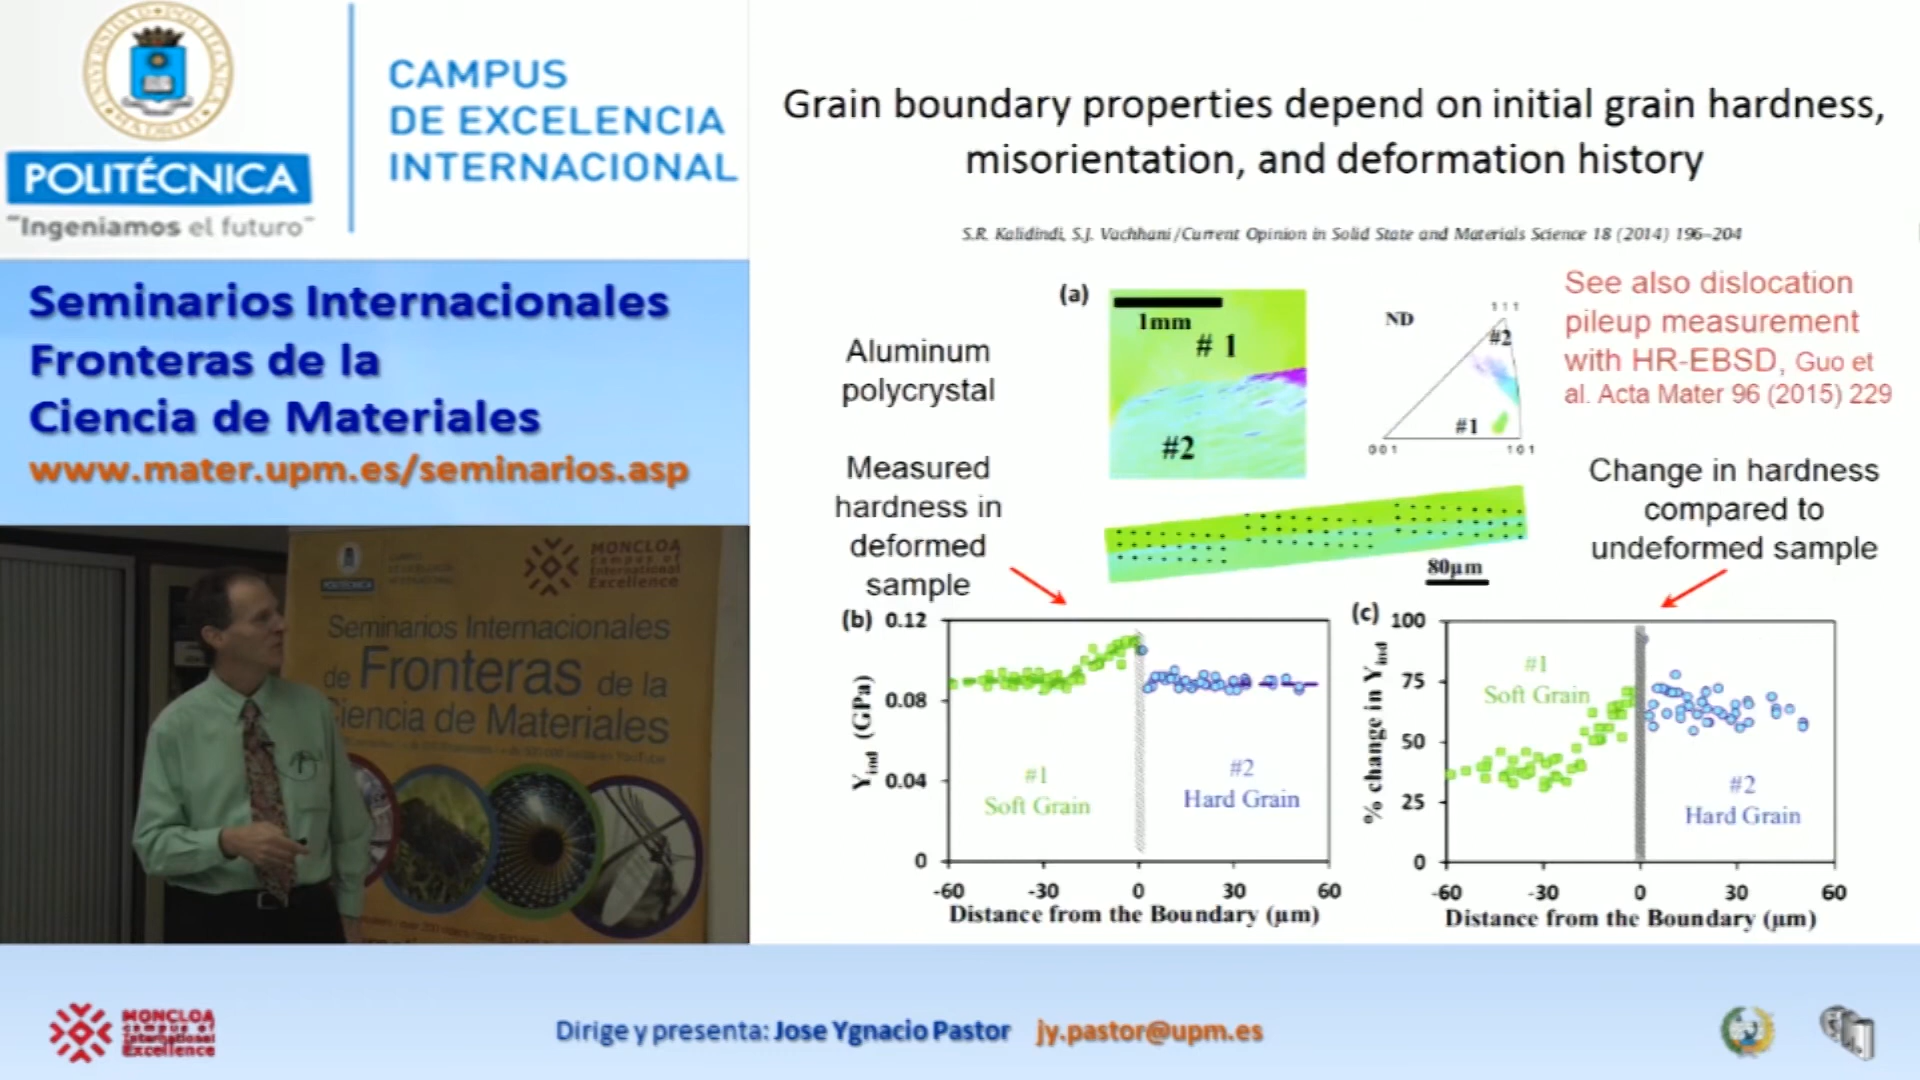 UNIVERSIDAD POLITÉCNICA
MADRID
POLITÉCNICA
"Ingeniamos el futuro"
CAMPUS
DE EXCELENCIA
INTERNACIONAL
Seminarios Internacionales
Fronteras de la
Ciencia de Materiales
www.mater.upm.es/seminarios.asp
POLITÉCNICA
MONCLOA
campus of
International
Excellence
Seminarios Internacionales
de Fronteras de la
Ciencia de Materiales
Grain boundary properties depend on initial grain hardness,
misorientation, and deformation history
S.R. Kalidindi, S.J. Vachhani / Current Opinion in Solid State and Materials Science 18 (2014) 196–204
Aluminum
polycrystal
(a)
1mm
# 1
#2
ND
111
#2
#1
001
101
See also dislocation
pileup measurement
with HR-EBSD, Guo et
al. Acta Mater 96 (2015) 229
Measured
hardness in
deformed
sample
80µm
Change in hardness
compared to
undeformed sample
(b)
0.12
0.08
0.04
0
Yind (GPa)
#1
Soft Grain
#2
Hard Grain
-60 -30 0 30 60
Distance from the Boundary (µm)
(c)
100
75
50
25
0
% change in Yind
#1
Soft Grain
#2
Hard Grain
-60 -30 0 30 60
Distance from the Boundary (µm)
MONCLOA
campus of
International
Excellence
Dirige y presenta: Jose Ygnacio Pastor jy.pastor@upm.es